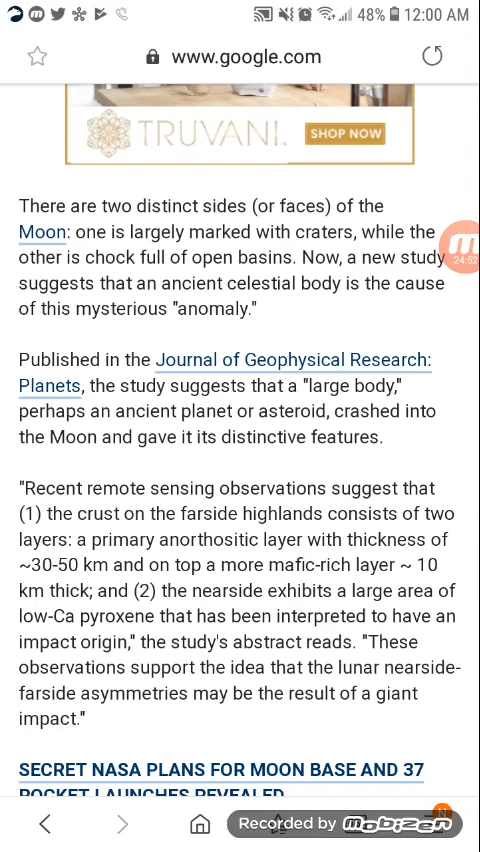 48% 12:00 AM
www.google.com
TRUVANI.
SHOP NOW
There are two distinct sides (or faces) of the
Moon: one is largely marked with craters, while the
other is chock full of open basins. Now, a new study
suggests that an ancient celestial body is the cause
of this mysterious "anomaly."
24:52
Published in the Journal of Geophysical Research:
Planets, the study suggests that a "large body,"
perhaps an ancient planet or asteroid, crashed into
the Moon and gave it its distinctive features.
"Recent remote sensing observations suggest that
(1) the crust on the farside highlands consists of two
layers: a primary anorthositic layer with thickness of
~30-50 km and on top a more mafic-rich layer ~ 10
km thick; and (2) the nearside exhibits a large area of
low-Ca pyroxene that has been interpreted to have an
impact origin," the study's abstract reads. "These
observations support the idea that the lunar nearside-
farside asymmetries may be the result of a giant
impact."
SECRET NASA PLANS FOR MOON BASE AND 37
ROCKET LAUNCHES REVEALED
N
Recorded by Mobizen